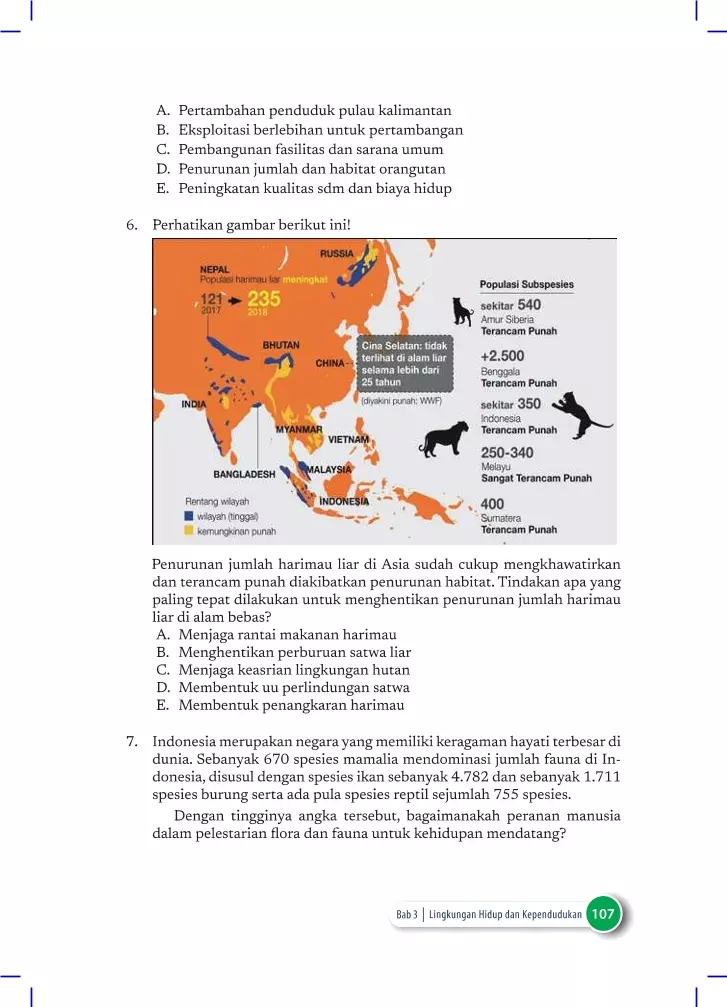 A. Pertambahan penduduk pulau kalimantan
B. Eksploitasi berlebihan untuk pertambangan
C. Pembangunan fasilitas dan sarana umum
D. Penurunan jumlah dan habitat orangutan
E. Peningkatan kualitas sdm dan biaya hidup
6. Perhatikan gambar berikut ini!
RUSSIA
NEPAL
Populasi harimau liar meningkat
121 235
2017 2018
BHUTAN
CHINA
Cina Selatan: tidak
terlihat di alam liar
selama lebih dari
25 tahun
(diyakini punah: WWF)
INDIA
MYANMAR
VIETNAM
BANGLADESH
MALAYSIA
INDONESIA
Rentang wilayah
wilayah (tinggal)
kemungkinan punah
Populasi Subspesies
sekitar 540
Amur Siberia
Terancam Punah
+2.500
Benggala
Terancam Punah
sekitar 350
Indonesia
Terancam Punah
250-340
Melayu
Sangat Terancam Punah
400
Sumatera
Terancam Punah
Penurunan jumlah harimau liar di Asia sudah cukup mengkhawatirkan
dan terancam punah diakibatkan penurunan habitat. Tindakan apa yang
paling tepat dilakukan untuk menghentikan penurunan jumlah harimau
liar di alam bebas?
A. Menjaga rantai makanan harimau
B. Menghentikan perburuan satwa liar
C. Menjaga keasrian lingkungan hutan
D. Membentuk uu perlindungan satwa
E. Membentuk penangkaran harimau
7. Indonesia merupakan negara yang memiliki keragaman hayati terbesar di
dunia. Sebanyak 670 spesies mamalia mendominasi jumlah fauna di In-
donesia, disusul dengan spesies ikan sebanyak 4.782 dan sebanyak 1.711
spesies burung serta ada pula spesies reptil sejumlah 755 spesies.
Dengan tingginya angka tersebut, bagaimanakah peranan manusia
dalam pelestarian flora dan fauna untuk kehidupan mendatang?
Bab 3 | Lingkungan Hidup dan Kependudukan 107